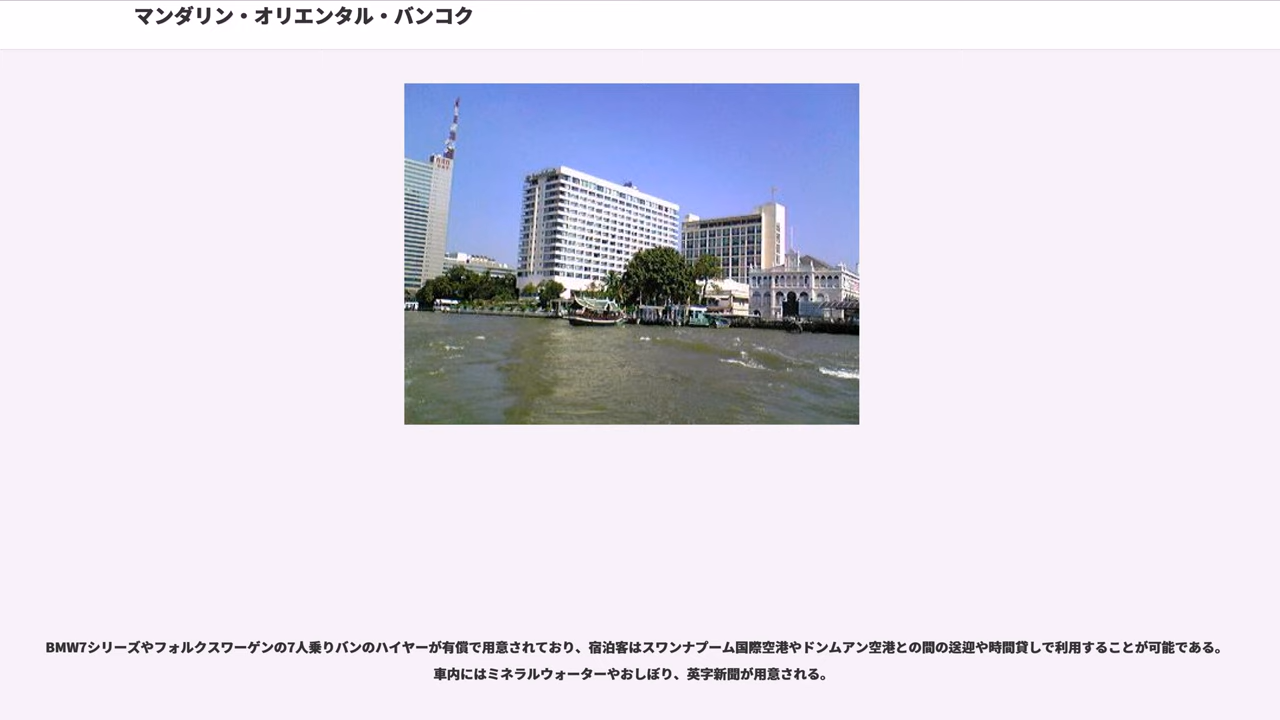 マンダリン・オリエンタル・バンコク
BMW7シリーズやフォルクスワーゲンの7人乗りバンのハイヤーが有償で用意されており、宿泊客はスワンナプーム国際空港やドンムアン空港との間の送迎や時間貸しで利用することが可能である。
車内にはミネラルウォーターやおしぼり、英字新聞が用意される。